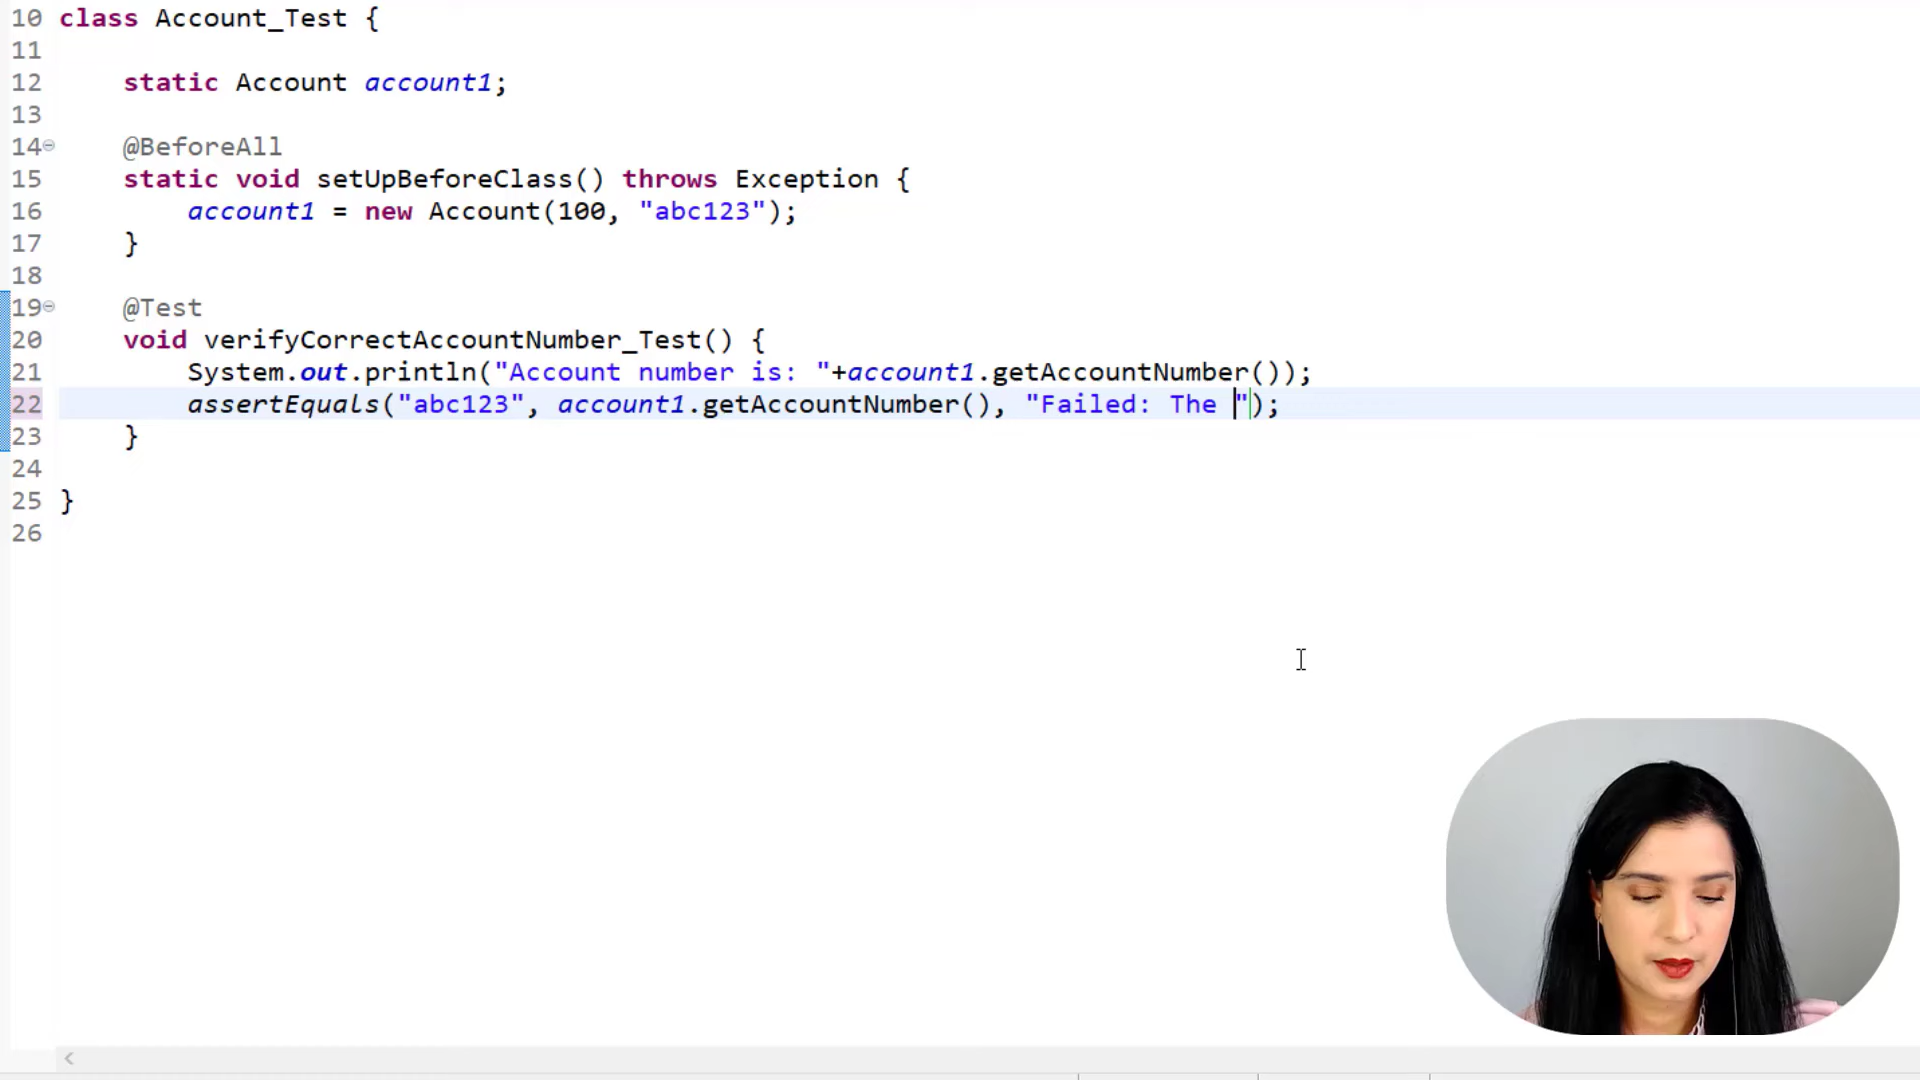 10 class Account_Test {
11
12 static Account account1;
13
14 @BeforeAll
15 static void setUpBeforeClass() throws Exception {
16 account1 = new Account(100, "abc123");
17 }
18
19 @Test
20 void verifyCorrectAccountNumber_Test() {
21 System.out.println("Account number is: "+account1.getAccountNumber());
22 assertEquals("abc123", account1.getAccountNumber(), "Failed: The ");
23 }
24
25 }
26